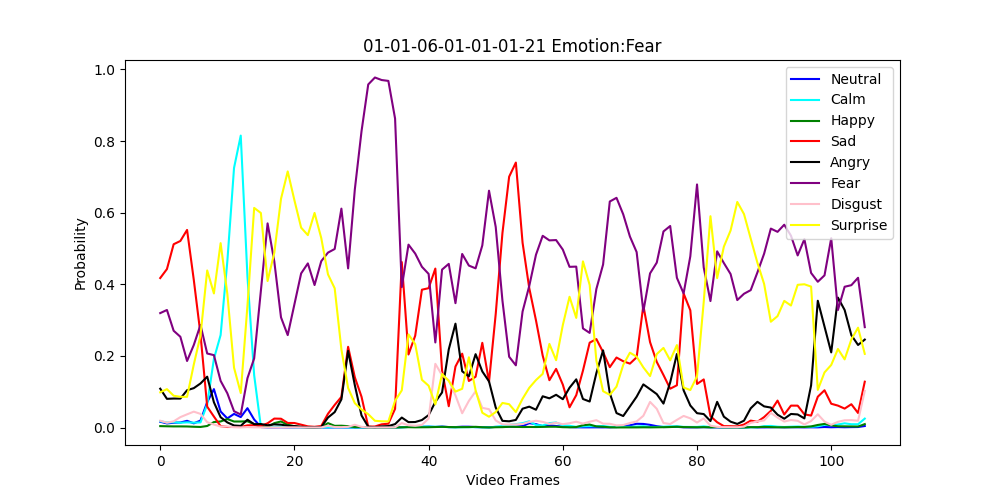 01-01-06-01-01-01-21 Emotion:Fear
1.0
0.8
0.6
0.4
0.2
0.0
Probability
0
20
40
60
80
100
Video Frames
Neutral
Calm
Happy
Sad
Angry
Fear
Disgust
Surprise